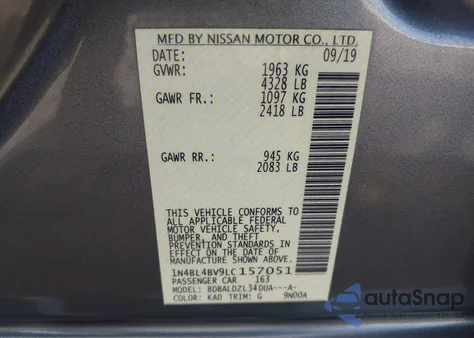 MFD BY NISSAN MOTOR CO., LTD.
DATE: 09/19
GVWR: 1963 KG
4328 LB
GAWR FR.: 1097 KG
2418 LB
GAWR RR.: 945 KG
2083 LB
THIS VEHICLE CONFORMS TO
ALL APPLICABLE FEDERAL
MOTOR VEHICLE SAFETY,
BUMPER, AND THEFT
PREVENTION STANDARDS IN
EFFECT ON THE DATE OF
MANUFACTURE SHOWN ABOVE.
1N4BL4BV9LC157051
PASSENGER CAR 163
MODEL: BDBALDZL34DUA---A-
COLOR: KAD TRIM: G 9N00A
autoSnap
Powered by